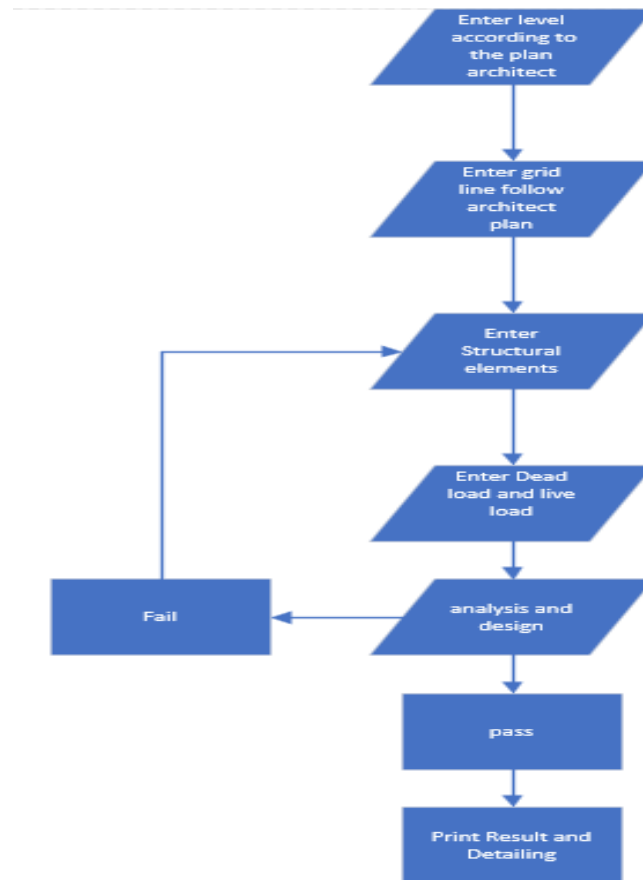 Enter level
according to
the plan
architect
Enter grid
line follow
architect
plan
Enter
Structural
elements
Enter Dead
load and live
load
Fail
analysis and
design
pass
Print Result and
Detailing